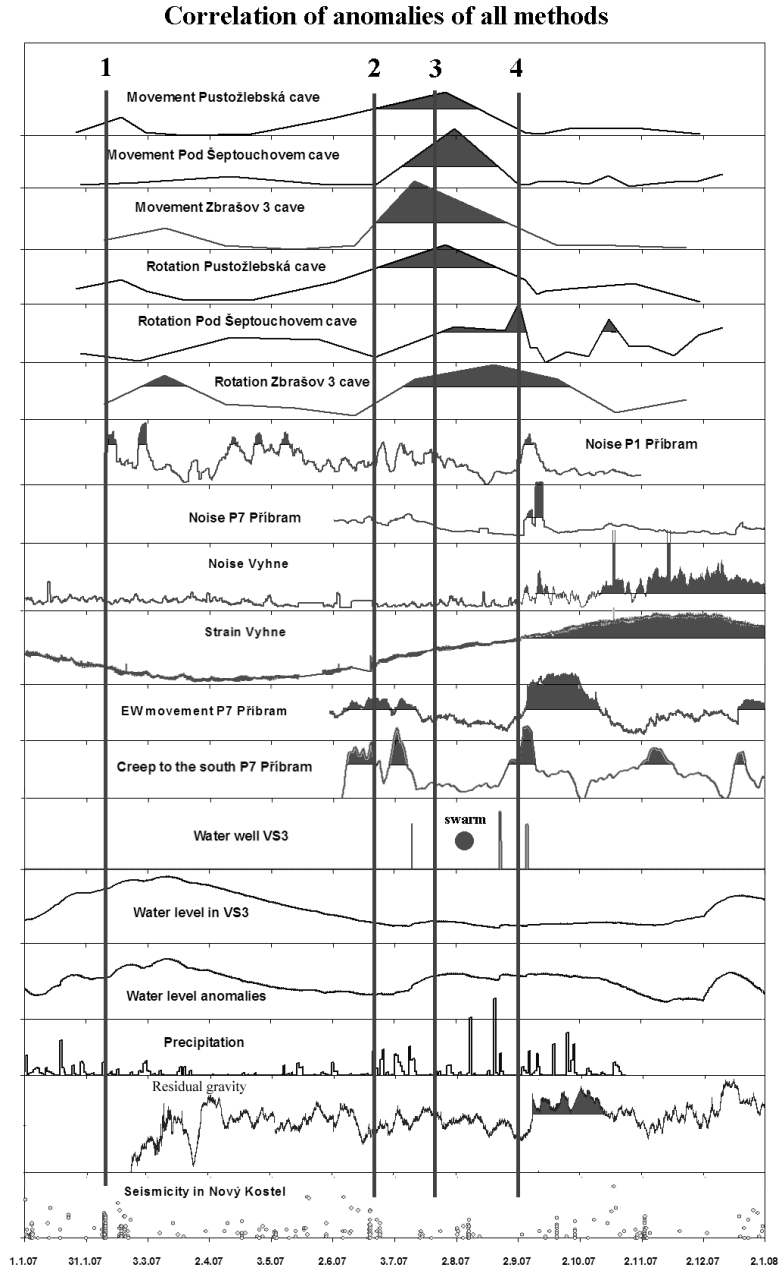 Correlation of anomalies of all methods
1 2 3 4
Movement Pustožlebská cave
Movement Pod Šeptouchovem cave
Movement Zbrašov 3 cave
Rotation Pustožlebská cave
Rotation Pod Šeptouchovem cave
Rotation Zbrašov 3 cave
Noise P1 Příbram
Noise P7 Příbram
Noise Vyhne
Strain Vyhne
EW movement P7 Příbram
Creep to the south P7 Příbram
swarm
Water well VS3
Water level in VS3
Water level anomalies
Precipitation
Residual gravity
Seismicity in Nový Kostel
1.1.07 31.1.07 3.3.07 2.4.07 3.5.07 2.6.07 3.7.07 2.8.07 2.9.07 2.10.07 2.11.07 2.12.07 2.1.08